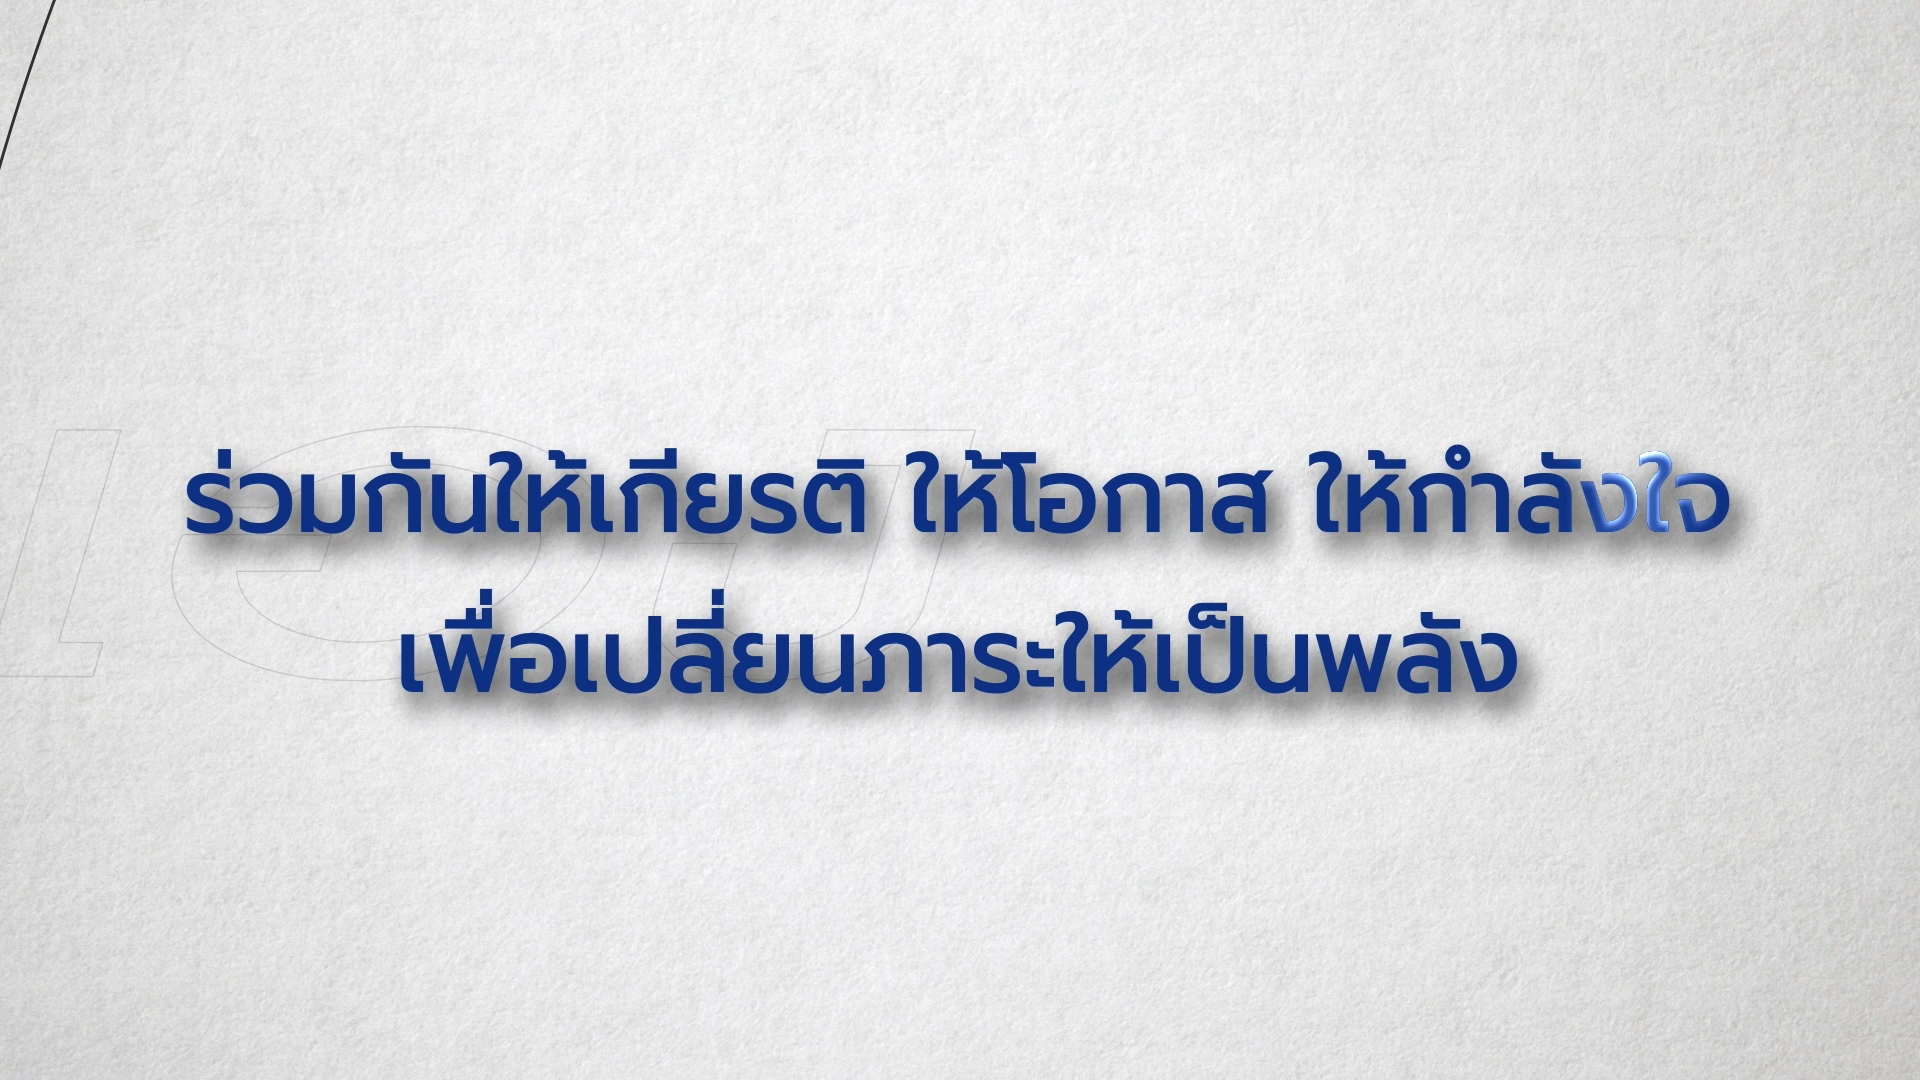 ร่วมกันให้เกียรติ ให้โอกาส ให้กำลังใจ
เพื่อเปลี่ยนภาระให้เป็นพลัง